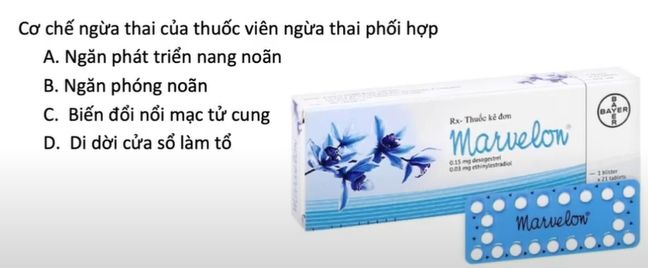 Cơ chế ngừa thai của thuốc viên ngừa thai phối hợp
A. Ngăn phát triển nang noãn
B. Ngăn phóng noãn
C. Biến đổi nổi mạc tử cung
D. Di dời cửa sổ làm tổ
Rx- Thuốc kê đơn
Marvelon
0.15 mg desogestrel
0.03 mg ethinylestradiol
BAYER
BAYER
1 blister
x 21 tablets
Marvelon